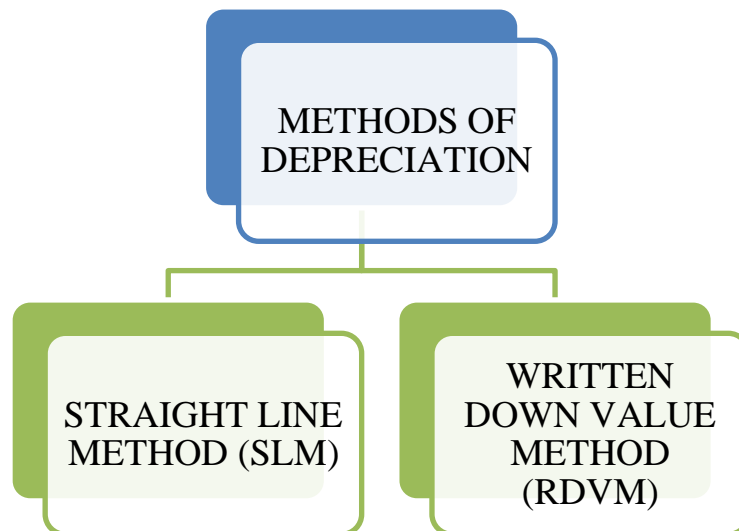 METHODS OF
DEPRECIATION
STRAIGHT LINE
METHOD (SLM)
WRITTEN
DOWN VALUE
METHOD
(RDVM)